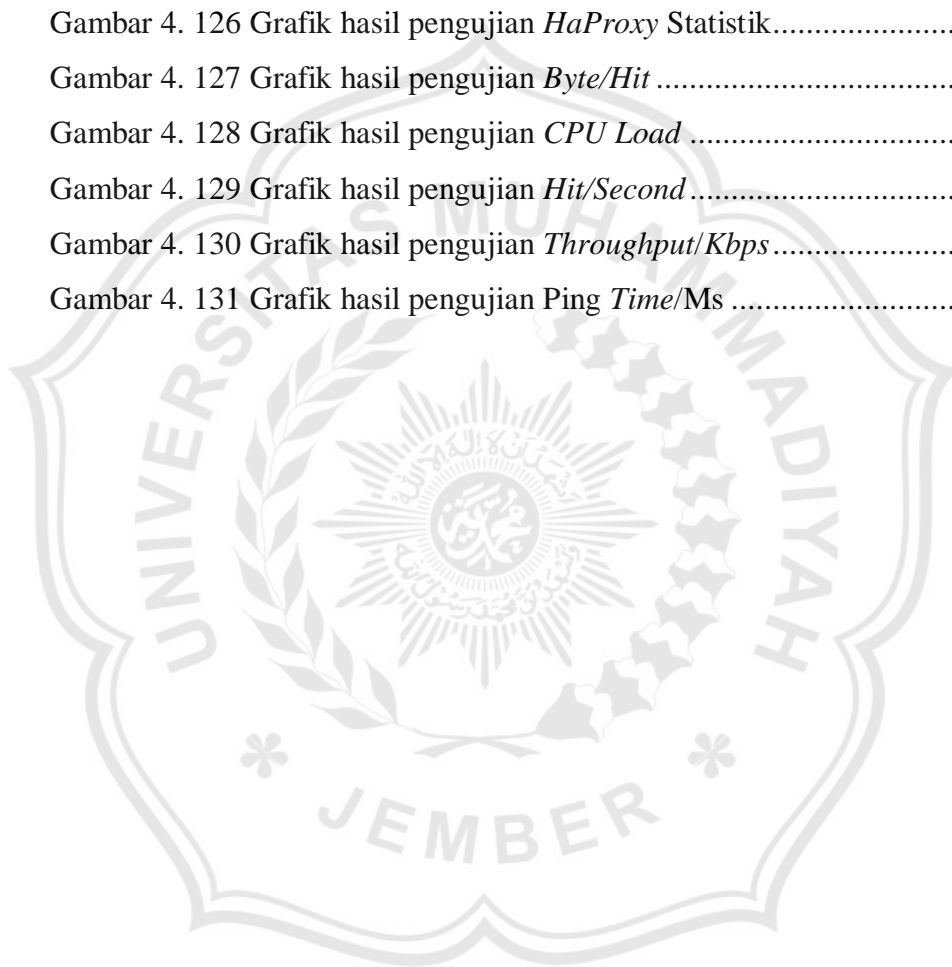 Gambar 4. 126 Grafik hasil pengujian HaProxy Statistik......................
Gambar 4. 127 Grafik hasil pengujian Byte/Hit ....................................
Gambar 4. 128 Grafik hasil pengujian CPU Load ................................
Gambar 4. 129 Grafik hasil pengujian Hit/Second................................
Gambar 4. 130 Grafik hasil pengujian Throughput/Kbps......................
Gambar 4. 131 Grafik hasil pengujian Ping Time/Ms ...........................
UNIVERSITAS MUHAMMADIYAH
JEMBER